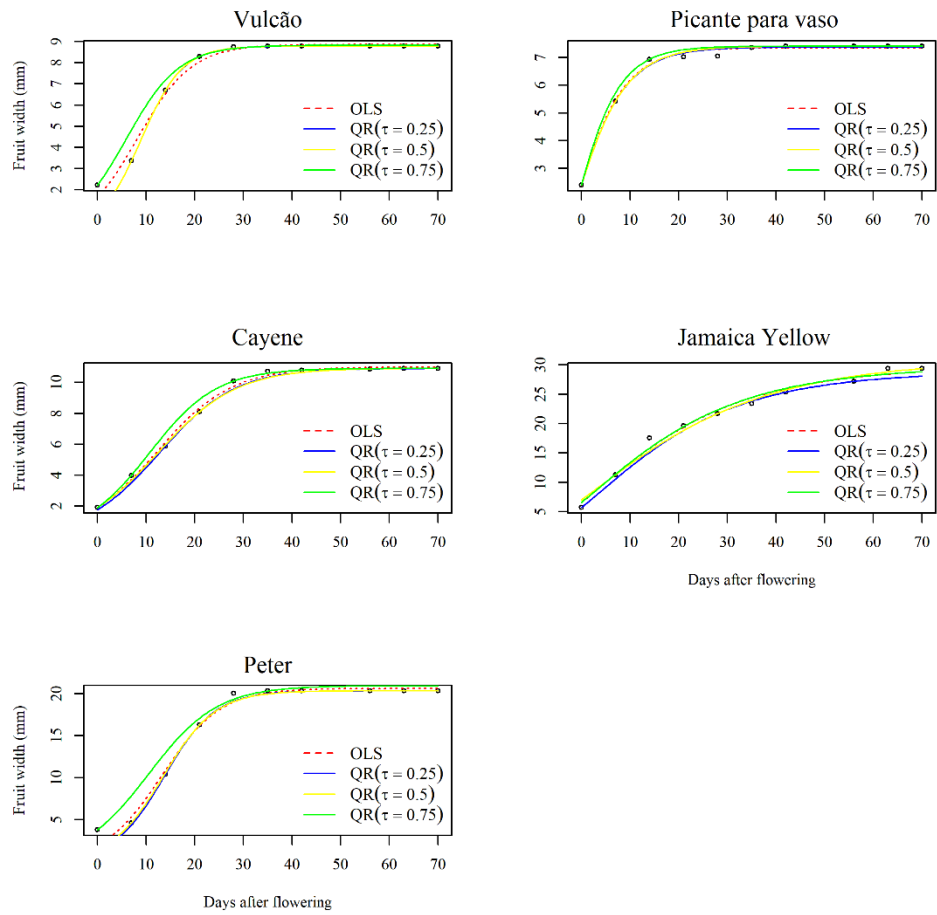 Vulcão
Fruit width (mm)
9
8
7
6
5
4
3
2
OLS
QR(τ = 0.25)
QR(τ = 0.5)
QR(τ = 0.75)
0 10 20 30 40 50 60 70
Picante para vaso
7
6
5
4
3
OLS
QR(τ = 0.25)
QR(τ = 0.5)
QR(τ = 0.75)
0 10 20 30 40 50 60 70
Cayene
Fruit width (mm)
10
8
6
4
2
OLS
QR(τ = 0.25)
QR(τ = 0.5)
QR(τ = 0.75)
0 10 20 30 40 50 60 70
Jamaica Yellow
30
25
20
15
10
5
OLS
QR(τ = 0.25)
QR(τ = 0.5)
QR(τ = 0.75)
0 10 20 30 40 50 60 70
Days after flowering
Peter
Fruit width (mm)
20
15
10
5
OLS
QR(τ = 0.25)
QR(τ = 0.5)
QR(τ = 0.75)
0 10 20 30 40 50 60 70
Days after flowering